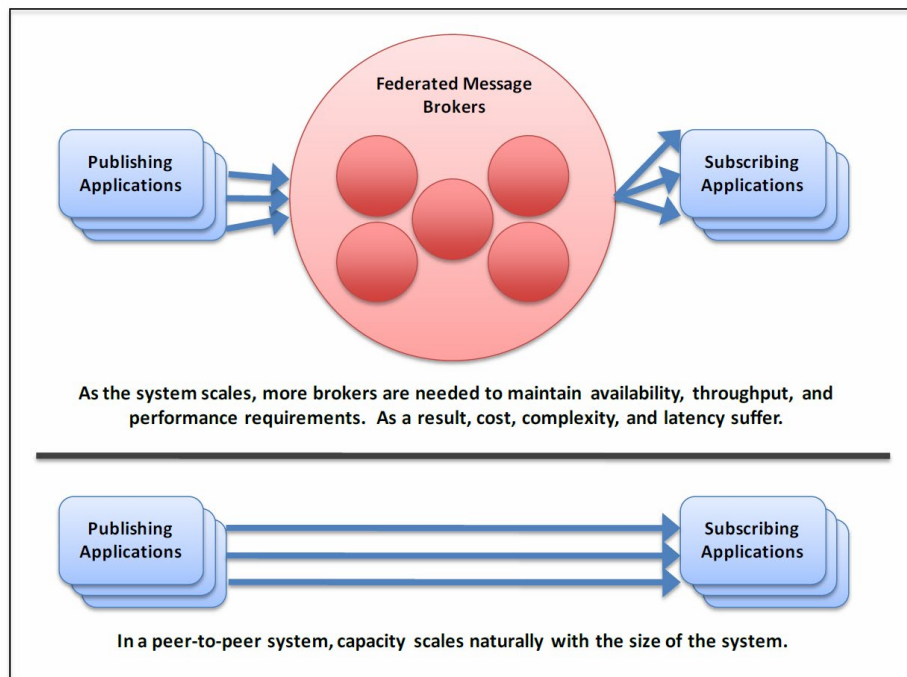 Federated Message
Brokers
Publishing
Applications
Subscribing
Applications
As the system scales, more brokers are needed to maintain availability, throughput, and
performance requirements. As a result, cost, complexity, and latency suffer.
Publishing
Applications
Subscribing
Applications
In a peer-to-peer system, capacity scales naturally with the size of the system.